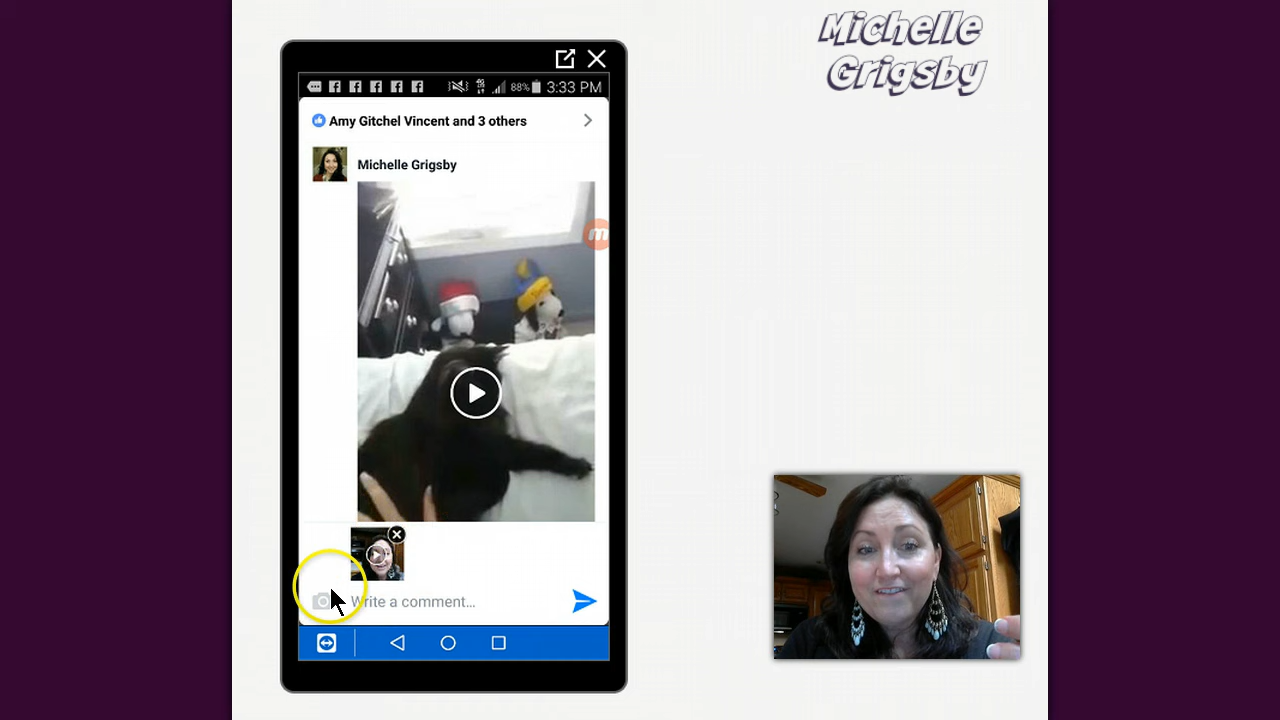 Michelle
Grigsby
88% 3:33 PM
Amy Gitchel Vincent and 3 others
Michelle Grigsby
Write a comment...